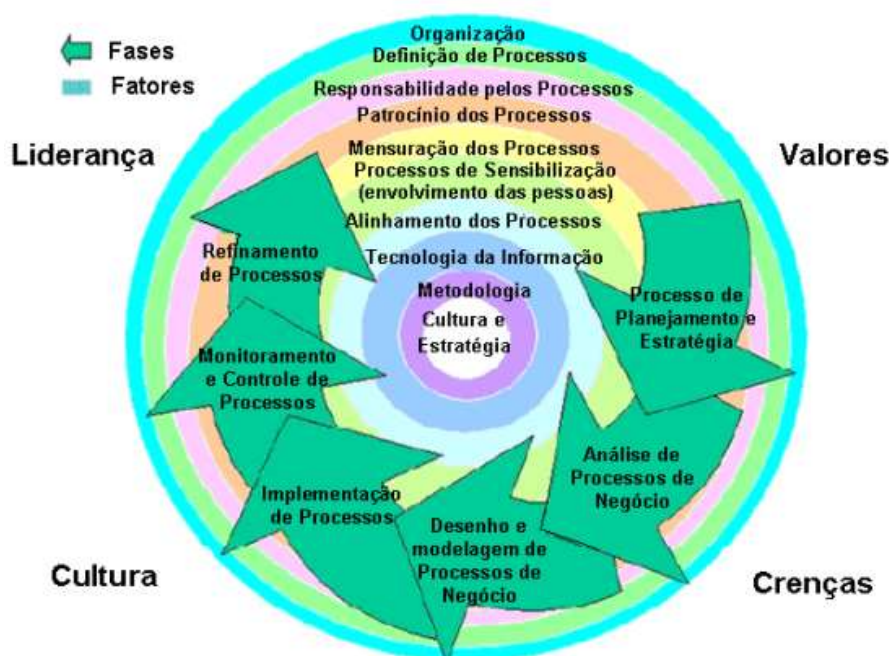 Fases
Fatores
Organização
Definição de Processos
Responsabilidade pelos Processos
Patrocínio dos Processos
Mensuração dos Processos
Processos de Sensibilização
(envolvimento das pessoas)
Alinhamento dos Processos
Tecnologia da Informação
Metodologia
Cultura e
Estratégia
Liderança
Valores
Cultura
Crenças
Processo de
Planejamento e
Estratégia
Análise de
Processos de
Negócio
Desenho e
modelagem de
Processos de
Negócio
Implementação
de Processos
Monitoramento
e Controle de
Processos
Refinamento
de Processos